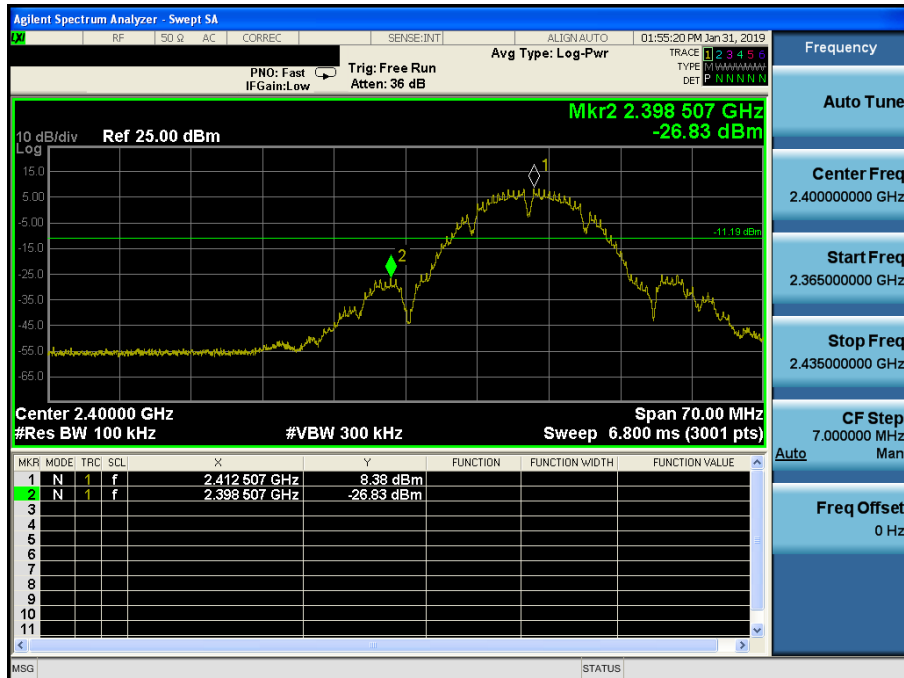 Agilent Spectrum Analyzer - Swept SA
LXI RF 50 Ω AC CORREC SENSE:INT ALIGN AUTO 01:55:20 PM Jan 31, 2019
Frequency
PNO: Fast
IFGain:Low
Trig: Free Run
Atten: 36 dB
Avg Type: Log-Pwr
TRACE 1 2 3 4 5 6
TYPE M W W W W W
DET P N N N N N
Auto Tune
Mkr2 2.398 507 GHz
-26.83 dBm
10 dB/div Ref 25.00 dBm
Log
15.0
5.00
-5.00
-15.0
-25.0
-35.0
-45.0
-55.0
-65.0
1
-11.19 dBm
2
Center 2.40000 GHz
Span 70.00 MHz
#Res BW 100 kHz
#VBW 300 kHz
Sweep 6.800 ms (3001 pts)
Center Freq
2.400000000 GHz
Start Freq
2.365000000 GHz
Stop Freq
2.435000000 GHz
CF Step
7.000000 MHz
Auto Man
Freq Offset
0 Hz
MKR MODE TRC SCL X Y FUNCTION FUNCTION WIDTH FUNCTION VALUE
1 N 1 f 2.412 507 GHz 8.38 dBm
2 N 1 f 2.398 507 GHz -26.83 dBm
3
4
5
6
7
8
9
10
11
MSG STATUS